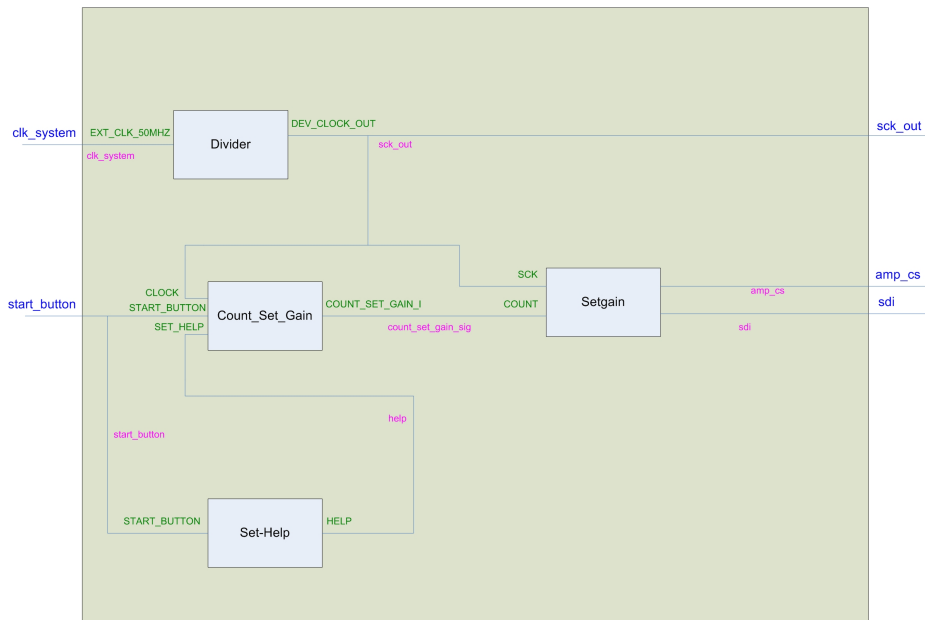 DEV_CLOCK_OUT
clk_system
EXT_CLK_50MHZ
Divider
sck_out
sck_out
clk_system
SCK
amp_cs
CLOCK
amp_cs
start_button
START_BUTTON
COUNT_SET_GAIN_I
COUNT
Setgain
sdi
Count_Set_Gain
SET_HELP
count_set_gain_sig
sdi
help
start_button
START_BUTTON
HELP
Set-Help